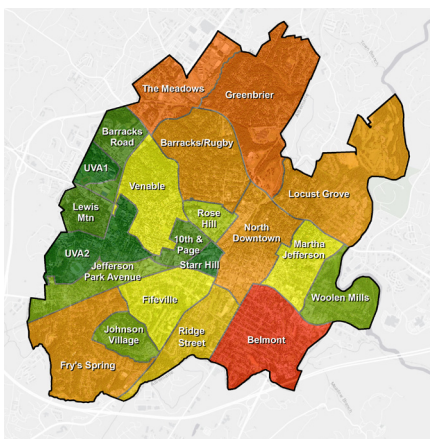 The Meadows
Greenbrier
Barracks
Road
Barracks/Rugby
UVA1
Venable
Locust Grove
Lewis
Mtn
Rose
Hill
North
Downtown
10th &
Page
Martha
Jefferson
UVA2
Jefferson
Park Avenue
Starr Hill
Woolen Mills
Fifeville
Johnson
Village
Ridge
Street
Belmont
Fry's Spring